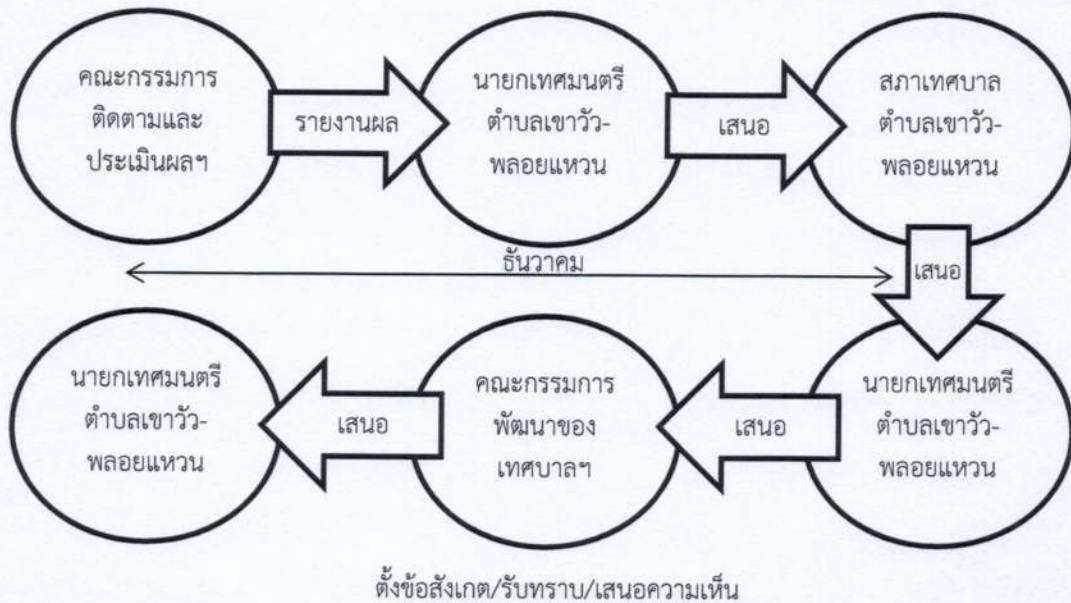 คณะกรรมการ
ติดตามและ
ประเมินผลฯ
รายงานผล
นายกเทศมนตรี
ตำบลเขาวัว-
พลอยแหวน
เสนอ
สภาเทศบาล
ตำบลเขาวัว-
พลอยแหวน
เสนอ
ธันวาคม
นายกเทศมนตรี
ตำบลเขาวัว-
พลอยแหวน
เสนอ
คณะกรรมการ
พัฒนาของ
เทศบาลฯ
เสนอ
นายกเทศมนตรี
ตำบลเขาวัว-
พลอยแหวน
ตั้งข้อสังเกต/รับทราบ/เสนอความเห็น